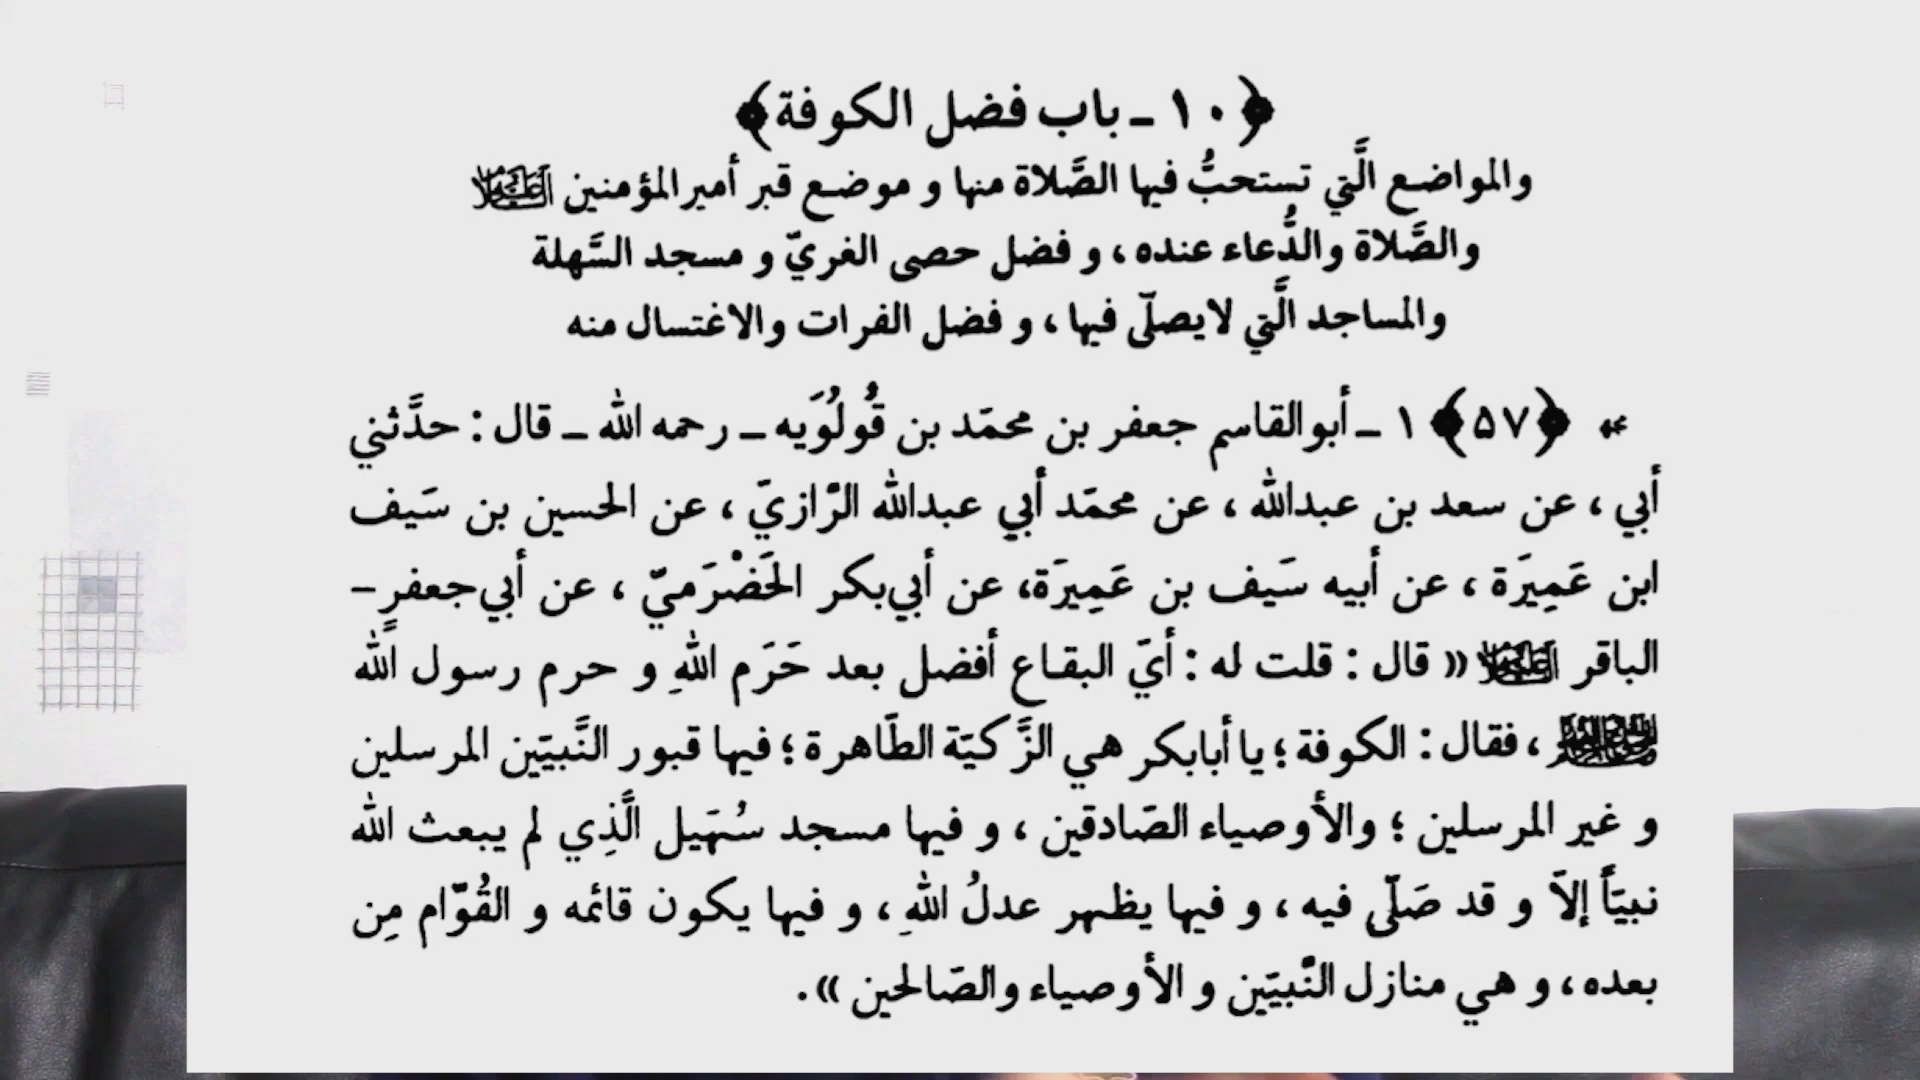 ﴿١٠ ـ باب فضل الكوفة﴾
والمواضع الَّتي تستحبُّ فيها الصَّلاة منها و موضع قبر أميرالمؤمنين عليه السلام
والصَّلاة والدُّعاء عنده ، و فضل حصى الغريّ و مسجد السَّهلة
والمساجد الَّتي لايصلّى فيها ، و فضل الفرات والاغتسال منه
﴿٥٧﴾ ١ ـ أبوالقاسم جعفر بن محمّد بن قُولُوَيه ـ رحمه الله ـ قال : حدَّثني
أبي ، عن سعد بن عبدالله ، عن محمّد أبي عبدالله الرّازيّ ، عن الحسين بن سَيف
ابن عَمِيرَة ، عن أبيه سَيف بن عَمِيرَة، عن أبي‌بكر الحَضْرَميّ ، عن أبي‌جعفرٍ -
الباقر عليه السلام « قال : قلت له : أيّ البقاع أفضل بعد حَرَم اللهِ و حرم رسول الله
صلى الله عليه وآله ، فقال : الكوفة ؛ يا أبابكر هي الزَّكيّة الطّاهرة ؛ فيها قبور النَّبيّين المرسلين
و غير المرسلين ؛ والأوصياء الصّادقين ، و فيها مسجد سُهَيل الَّذِي لم يبعث الله
نبيّاً إلاّ و قد صَلّى فيه ، و فيها يظهر عدلُ اللهِ ، و فيها يكون قائمه و القُوّام مِن
بعده ، و هي منازل النَّبيّين و الأوصياء والصّالحين » .